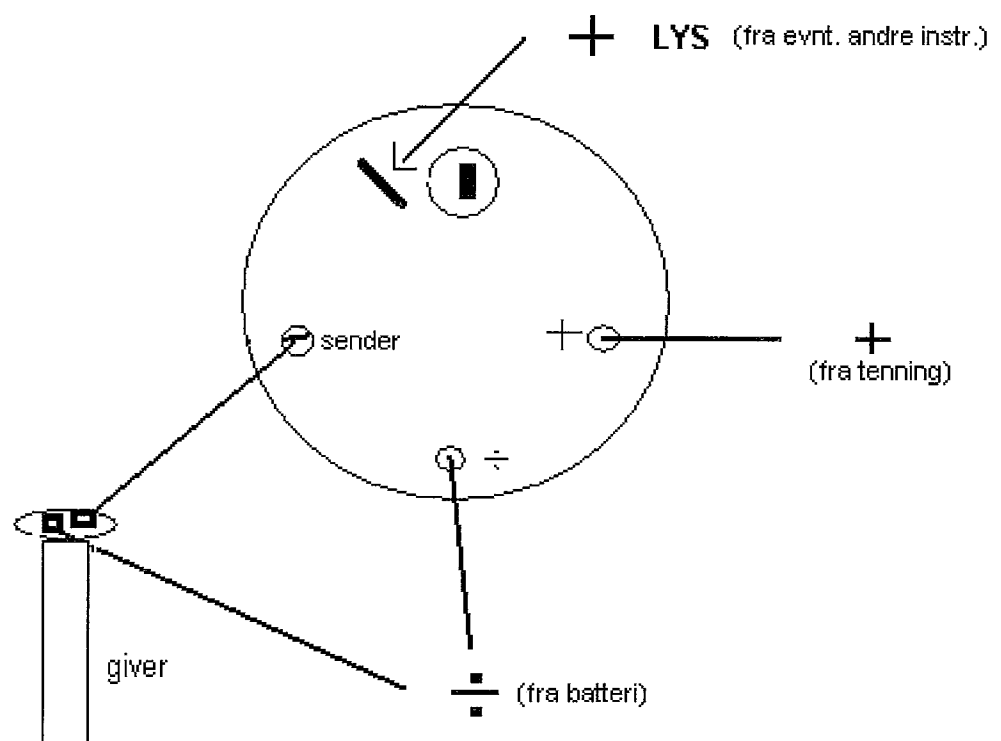 + LYS (fra evnt. andre instr.)
sender
+
+
(fra tenning)
÷
giver
÷ (fra batteri)